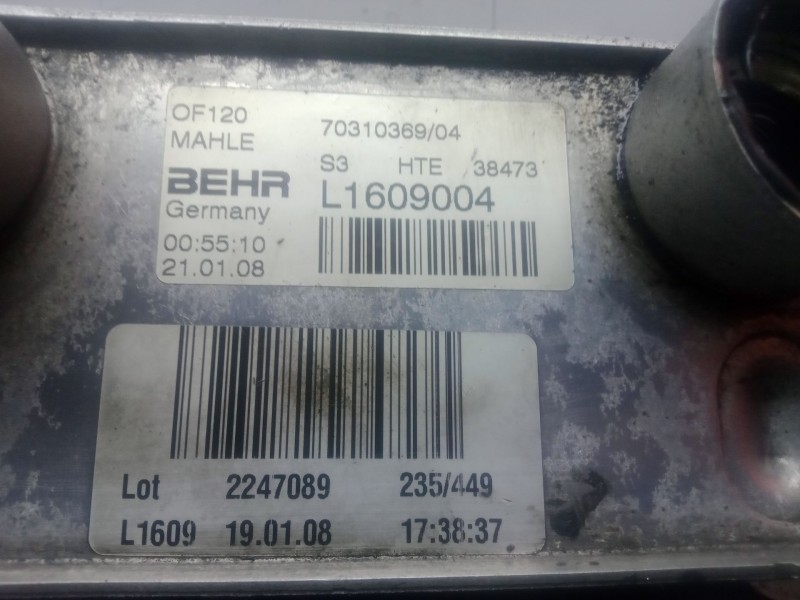 OF120 70310369/04
MAHLE S3 HTE 38473
BEHR L1609004
Germany
00:55:10
21.01.08
Lot 2247089 235/449
L1609 19.01.08 17:38:37